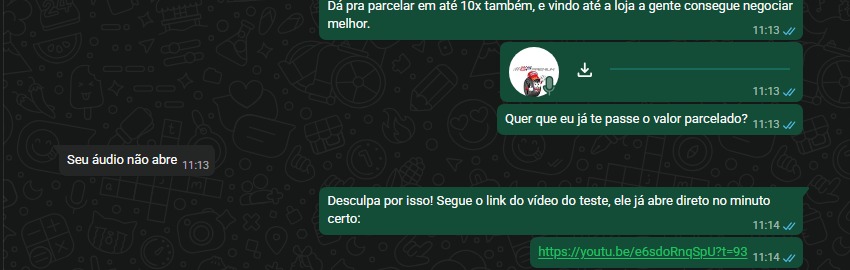 Dá pra parcelar em até 10x também, e vindo até a loja a gente consegue negociar
melhor.
11:13
11:13
Quer que eu já te passe o valor parcelado? 11:13
Seu áudio não abre 11:13
Desculpa por isso! Segue o link do vídeo do teste, ele já abre direto no minuto
certo:
11:14
https://youtu.be/e6sdoRnqSpU?t=93 11:14